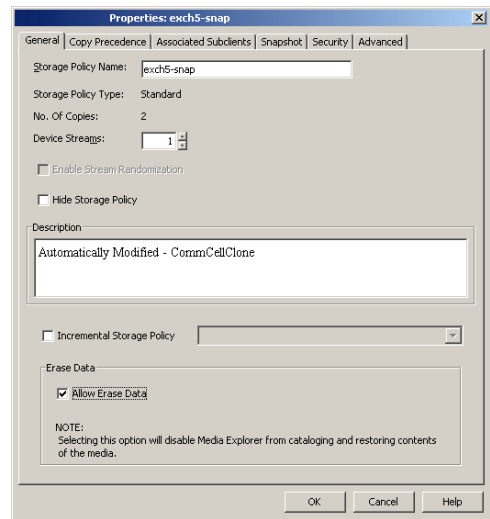 Properties: exch5-snap
General Copy Precedence Associated Subclients Snapshot Security Advanced
Storage Policy Name: exch5-snap
Storage Policy Type: Standard
No. Of Copies: 2
Device Streams: 1
Enable Stream Randomization
Hide Storage Policy
Description
Automatically Modified - CommCellClone
Incremental Storage Policy
Erase Data
Allow Erase Data
NOTE:
Selecting this option will disable Media Explorer from cataloging and restoring contents
of the media.
OK Cancel Help